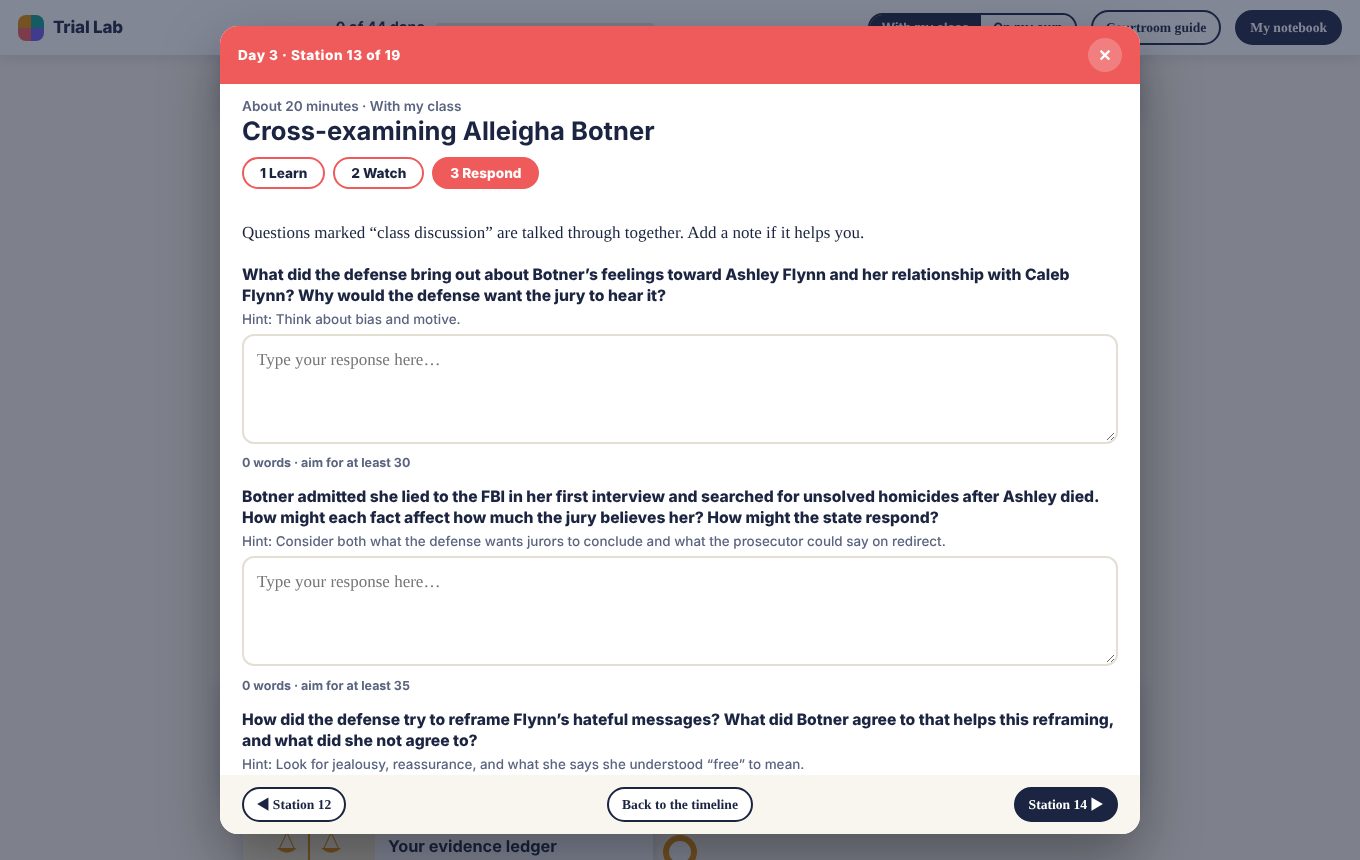 Trial Lab
My notebook
Day 3 · Station 13 of 19
About 20 minutes · With my class
Cross-examining Alleigha Botner
1 Learn
2 Watch
3 Respond
Questions marked “class discussion” are talked through together. Add a note if it helps you.
What did the defense bring out about Botner’s feelings toward Ashley Flynn and her relationship with Caleb
Flynn? Why would the defense want the jury to hear it?
Hint: Think about bias and motive.
Type your response here…
0 words · aim for at least 30
Botner admitted she lied to the FBI in her first interview and searched for unsolved homicides after Ashley died.
How might each fact affect how much the jury believes her? How might the state respond?
Hint: Consider both what the defense wants jurors to conclude and what the prosecutor could say on redirect.
Type your response here…
0 words · aim for at least 35
How did the defense try to reframe Flynn’s hateful messages? What did Botner agree to that helps this reframing,
and what did she not agree to?
Hint: Look for jealousy, reassurance, and what she says she understood “free” to mean.
◀ Station 12
Back to the timeline
Station 14 ▶
Your evidence ledger